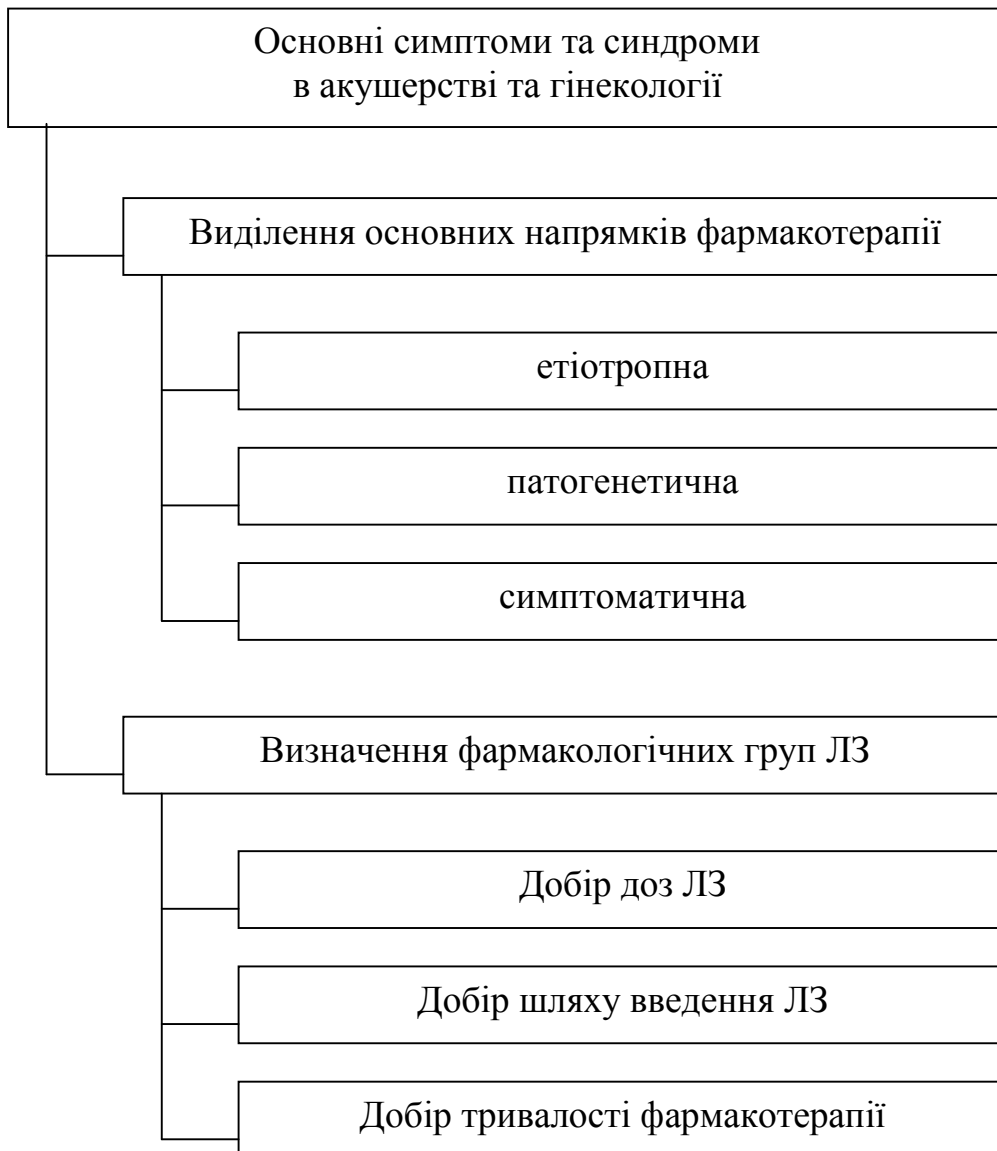 Основні симптоми та синдроми
в акушерстві та гінекології
Виділення основних напрямків фармакотерапії
етіотропна
патогенетична
симптоматична
Визначення фармакологічних груп ЛЗ
Добір доз ЛЗ
Добір шляху введення ЛЗ
Добір тривалості фармакотерапії